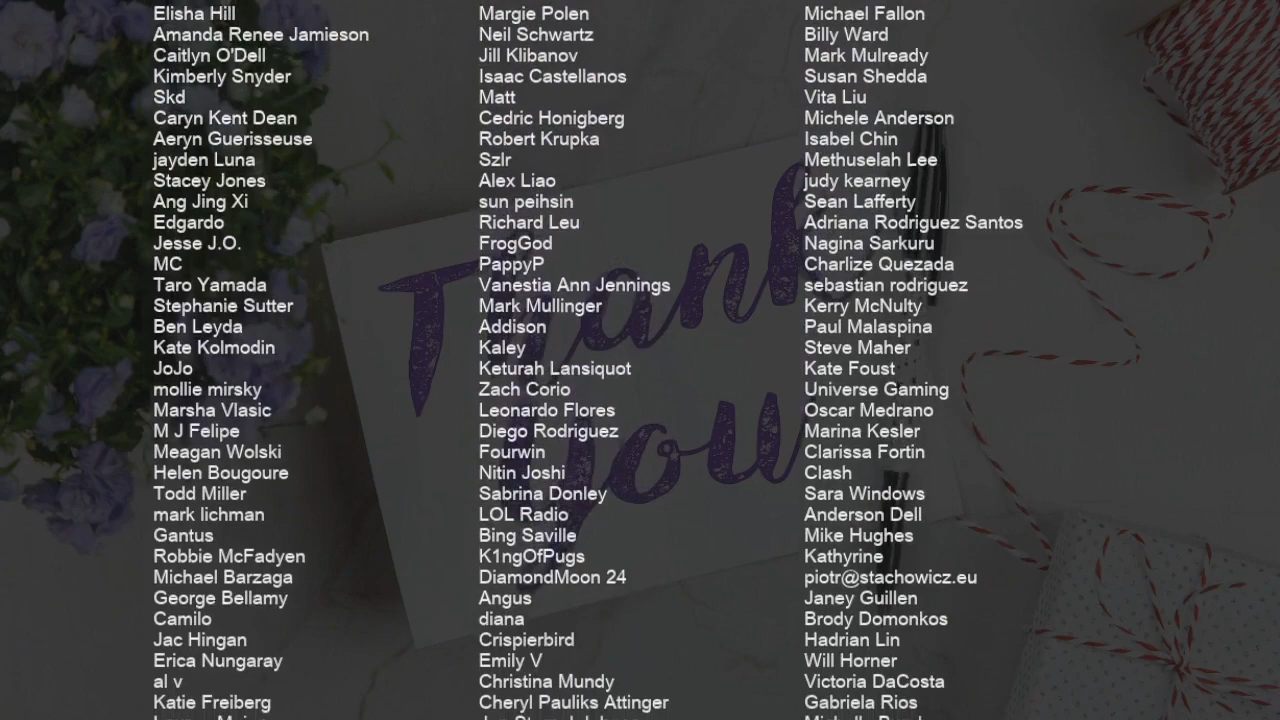 Elisha Hill
Amanda Renee Jamieson
Caitlyn O'Dell
Kimberly Snyder
Skd
Caryn Kent Dean
Aeryn Guerisseuse
jayden Luna
Stacey Jones
Ang Jing Xi
Edgardo
Jesse J.O.
MC
Taro Yamada
Stephanie Sutter
Ben Leyda
Kate Kolmodin
JoJo
mollie mirsky
Marsha Vlasic
M J Felipe
Meagan Wolski
Helen Bougoure
Todd Miller
mark lichman
Gantus
Robbie McFadyen
Michael Barzaga
George Bellamy
Camilo
Jac Hingan
Erica Nungaray
al v
Katie Freiberg
Margie Polen
Neil Schwartz
Jill Klibanov
Isaac Castellanos
Matt
Cedric Honigberg
Robert Krupka
Szlr
Alex Liao
sun peihsin
Richard Leu
FrogGod
PappyP
Vanestia Ann Jennings
Mark Mullinger
Addison
Kaley
Keturah Lansiquot
Zach Corio
Leonardo Flores
Diego Rodriguez
Fourwin
Nitin Joshi
Sabrina Donley
LOL Radio
Bing Saville
K1ngOfPugs
DiamondMoon 24
Angus
diana
Crispierbird
Emily V
Christina Mundy
Cheryl Pauliks Attinger
Michael Fallon
Billy Ward
Mark Mulready
Susan Shedda
Vita Liu
Michele Anderson
Isabel Chin
Methuselah Lee
judy kearney
Sean Lafferty
Adriana Rodriguez Santos
Nagina Sarkuru
Charlize Quezada
sebastian rodriguez
Kerry McNulty
Paul Malaspina
Steve Maher
Kate Foust
Universe Gaming
Oscar Medrano
Marina Kesler
Clarissa Fortin
Clash
Sara Windows
Anderson Dell
Mike Hughes
Kathyrine
piotr@stachowicz.eu
Janey Guillen
Brody Domonkos
Hadrian Lin
Will Horner
Victoria DaCosta
Gabriela Rios
Thank
You